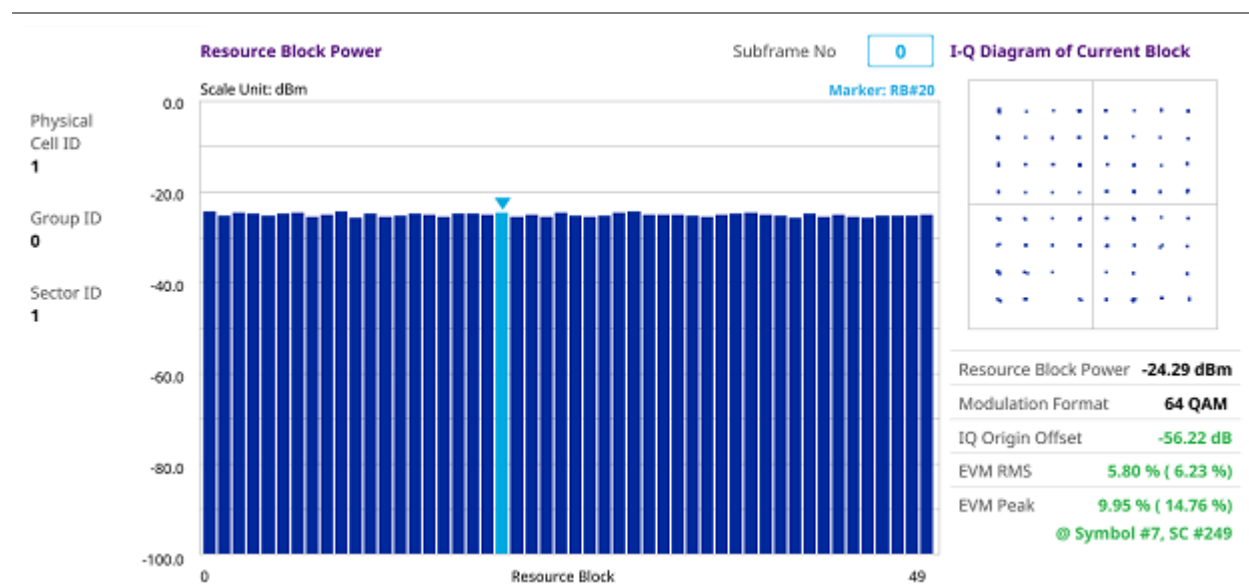 Resource Block Power
Subframe No 0
I-Q Diagram of Current Block
Scale Unit: dBm
Marker: RB#20
Physical
Cell ID
1
Group ID
0
Sector ID
1
0.0
-20.0
-40.0
-60.0
-80.0
-100.0
0
Resource Block
49
Resource Block Power -24.29 dBm
Modulation Format 64 QAM
IQ Origin Offset -56.22 dB
EVM RMS 5.80 % ( 6.23 %)
EVM Peak 9.95 % ( 14.76 %)
@ Symbol #7, SC #249